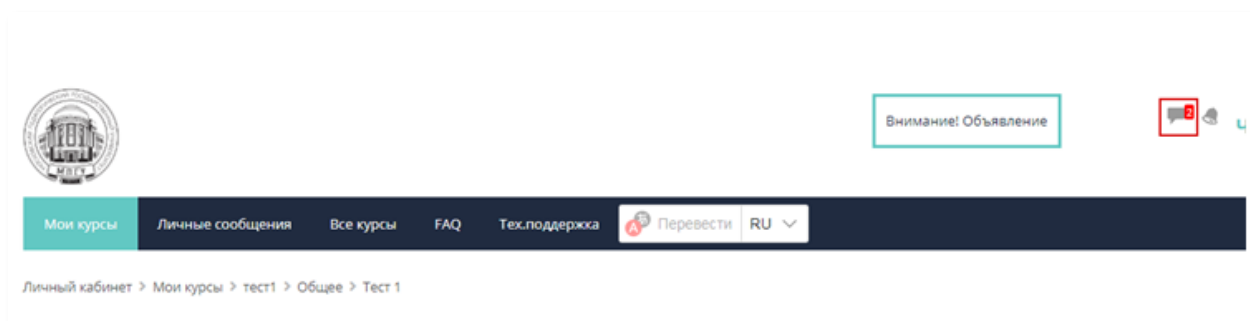 Внимание! Объявление
2
МПГУ
Мои курсы Личные сообщения Все курсы FAQ Тех.поддержка Перевести RU
Личный кабинет > Мои курсы > тест1 > Общее > Тест 1